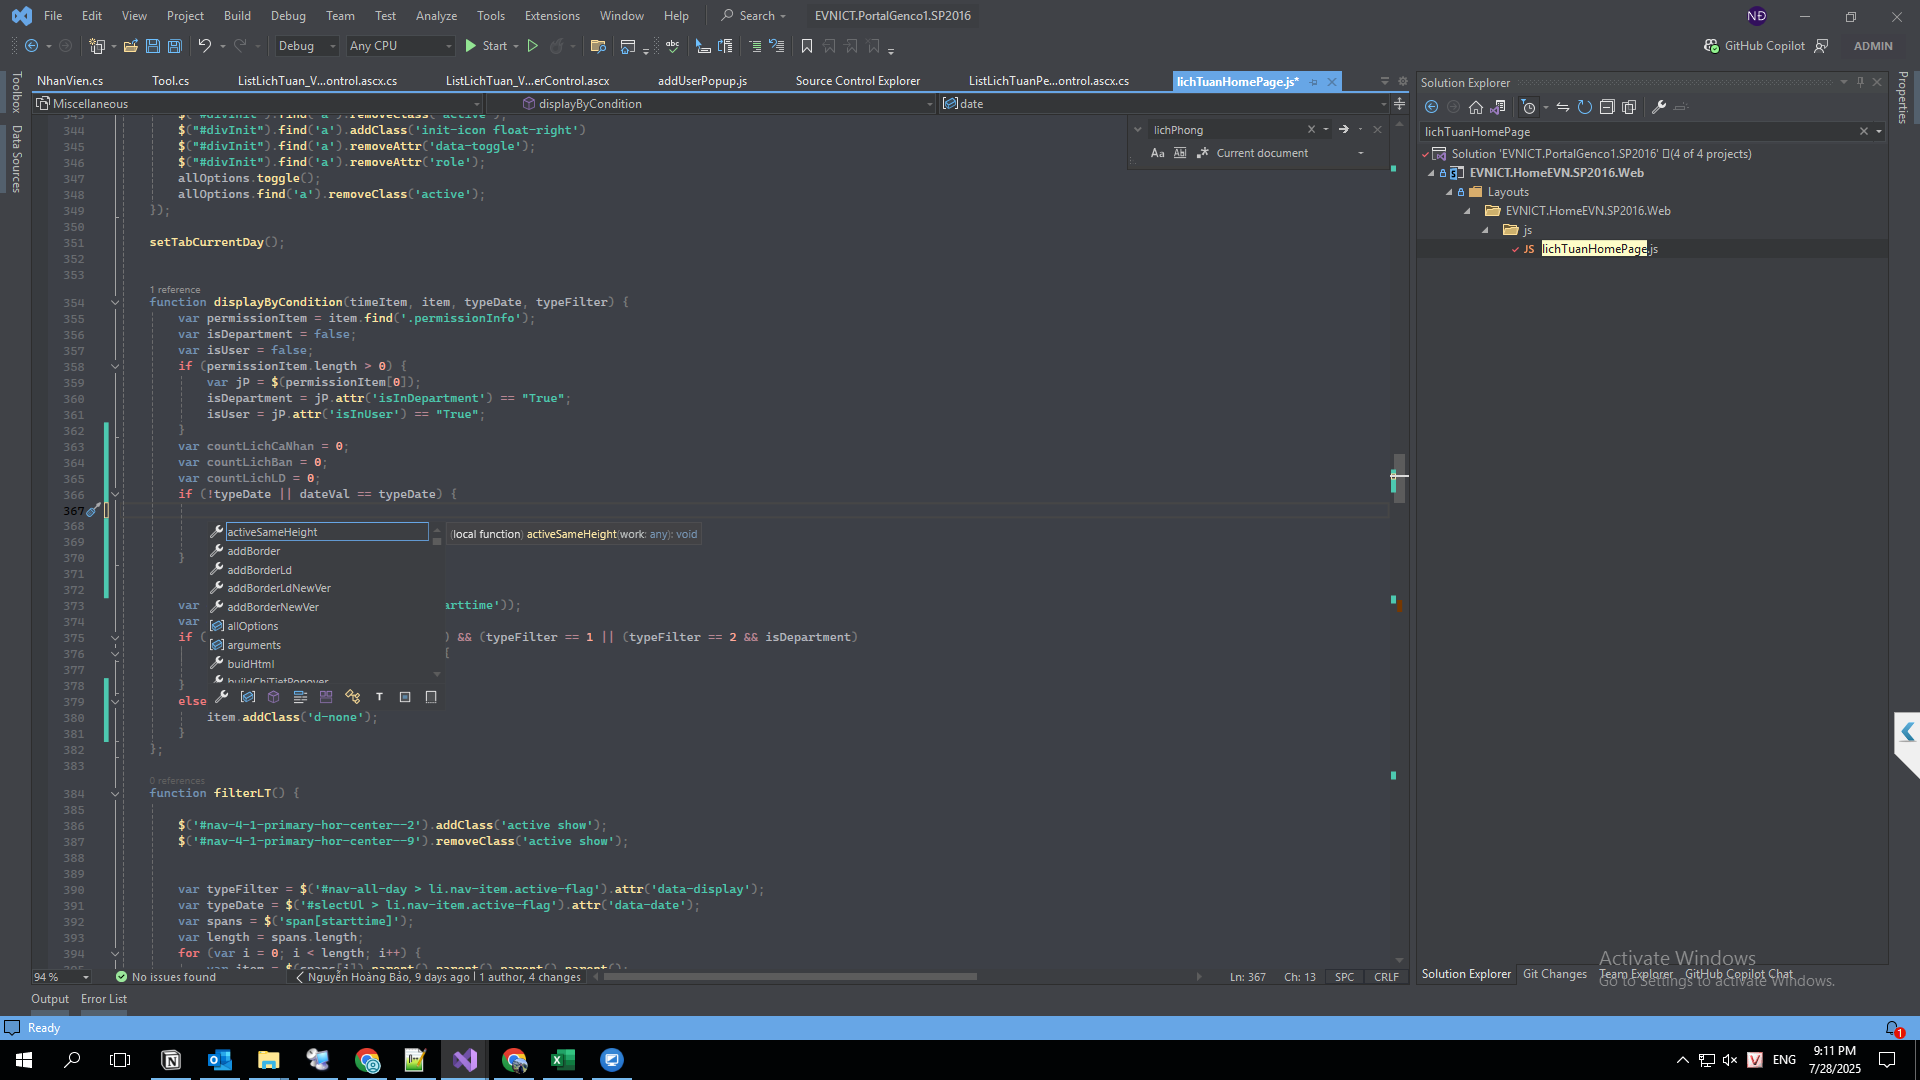 File Edit View Project Build Debug Team Test Analyze Tools Extensions Window Help Search EVNICT.PortalGenco1.SP2016 NĐ
Debug Any CPU Start GitHub Copilot ADMIN
Toolbox
Data Sources
NhanVien.cs Tool.cs ListLichTuan_V...ontrol.ascx.cs ListLichTuan_V...erControl.ascx addUserPopup.js Source Control Explorer ListLichTuanPe...ontrol.ascx.cs lichTuanHomePage.js*
Miscellaneous displayByCondition date
lichPhong
Current document
344 $("#divInit").find('a').addClass('init-icon float-right')
345 $("#divInit").find('a').removeAttr('data-toggle');
346 $("#divInit").find('a').removeAttr('role');
347 allOptions.toggle();
348 allOptions.find('a').removeClass('active');
349 });
350
351 setTabCurrentDay();
352
353
1 reference
354 function displayByCondition(timeItem, item, typeDate, typeFilter) {
355 var permissionItem = item.find('.permissionInfo');
356 var isDepartment = false;
357 var isUser = false;
358 if (permissionItem.length > 0) {
359 var jP = $(permissionItem[0]);
360 isDepartment = jP.attr('isInDepartment') == "True";
361 isUser = jP.attr('isInUser') == "True";
362 }
363 var countLichCaNhan = 0;
364 var countLichBan = 0;
365 var countLichLD = 0;
366 if (!typeDate || dateVal == typeDate) {
367
368
369
370 }
371
372
373 var arttime'));
374 var
375 if ( ) && (typeFilter == 1 || (typeFilter == 2 && isDepartment)
376 {
377
378 }
379 else
380 item.addClass('d-none');
381 }
382 };
383
0 references
384 function filterLT() {
385
386 $('#nav-4-1-primary-hor-center--2').addClass('active show');
387 $('#nav-4-1-primary-hor-center--9').removeClass('active show');
388
389
390 var typeFilter = $('#nav-all-day > li.nav-item.active-flag').attr('data-display');
391 var typeDate = $('#slectUl > li.nav-item.active-flag').attr('data-date');
392 var spans = $('span[starttime]');
393 var length = spans.length;
394 for (var i = 0; i < length; i++) {
activeSameHeight
addBorder
addBorderLd
addBorderLdNewVer
addBorderNewVer
allOptions
arguments
buidHtml
buildChiTietPopover
(local function) activeSameHeight(work: any): void
94 % No issues found Nguyễn Hoàng Bảo, 9 days ago | 1 author, 4 changes Ln: 367 Ch: 13 SPC CRLF
Output Error List
Ready
Solution Explorer
lichTuanHomePage
Solution 'EVNICT.PortalGenco1.SP2016' (4 of 4 projects)
EVNICT.HomeEVN.SP2016.Web
Layouts
EVNICT.HomeEVN.SP2016.Web
js
JS lichTuanHomePage.js
Properties
Activate Windows
Go to Settings to activate Windows.
Solution Explorer Git Changes Team Explorer GitHub Copilot Chat
1
ENG
9:11 PM
7/28/2025